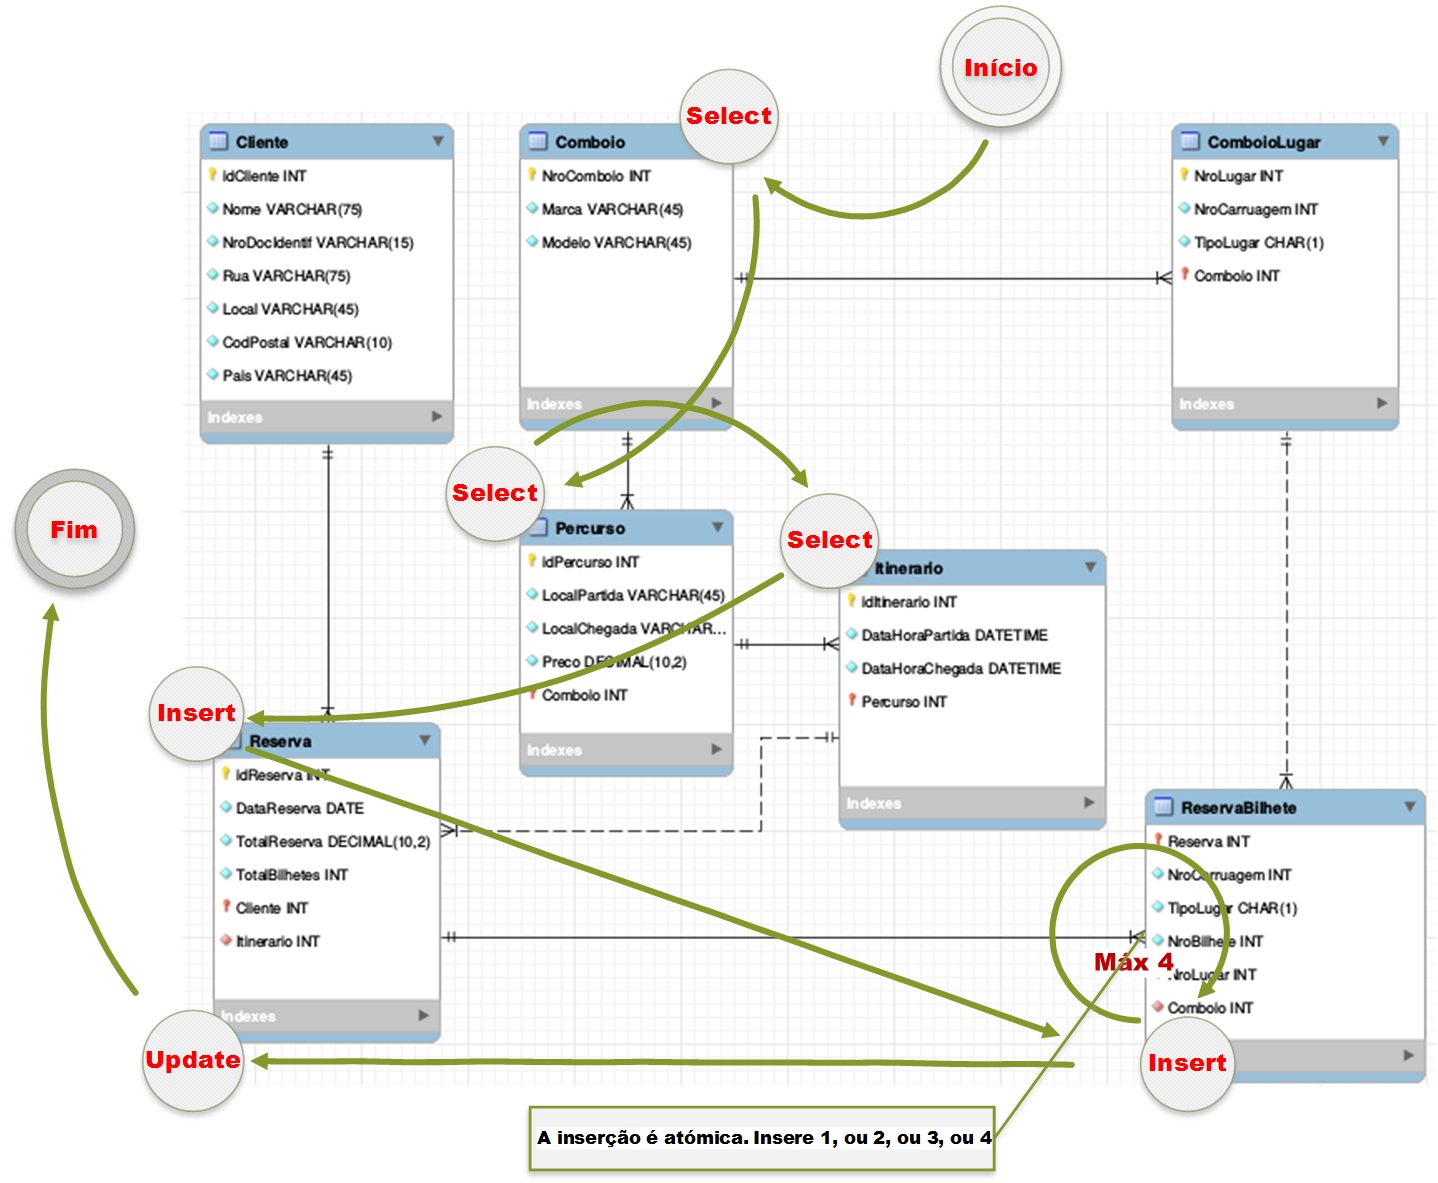 Início
Select
Cliente
idCliente INT
Nome VARCHAR(75)
NroDocIdentif VARCHAR(15)
Rua VARCHAR(75)
Local VARCHAR(45)
CodPostal VARCHAR(10)
Pais VARCHAR(45)
Indexes
Comboio
NroComboio INT
Marca VARCHAR(45)
Modelo VARCHAR(45)
Indexes
ComboioLugar
NroLugar INT
NroCarruagem INT
TipoLugar CHAR(1)
Comboio INT
Indexes
Select
Percurso
idPercurso INT
LocalPartida VARCHAR(45)
LocalChegada VARCHAR...
Preco DECIMAL(10,2)
Comboio INT
Indexes
Select
Itinerario
idItinerario INT
DataHoraPartida DATETIME
DataHoraChegada DATETIME
Percurso INT
Indexes
Fim
Insert
Reserva
idReserva INT
DataReserva DATE
TotalReserva DECIMAL(10,2)
TotalBilhetes INT
Cliente INT
Itinerario INT
Indexes
Update
ReservaBilhete
Reserva INT
NroCarruagem INT
TipoLugar CHAR(1)
NroBilhete INT
NroLugar INT
Comboio INT
Máx 4
Insert
A inserção é atómica. Insere 1, ou 2, ou 3, ou 4